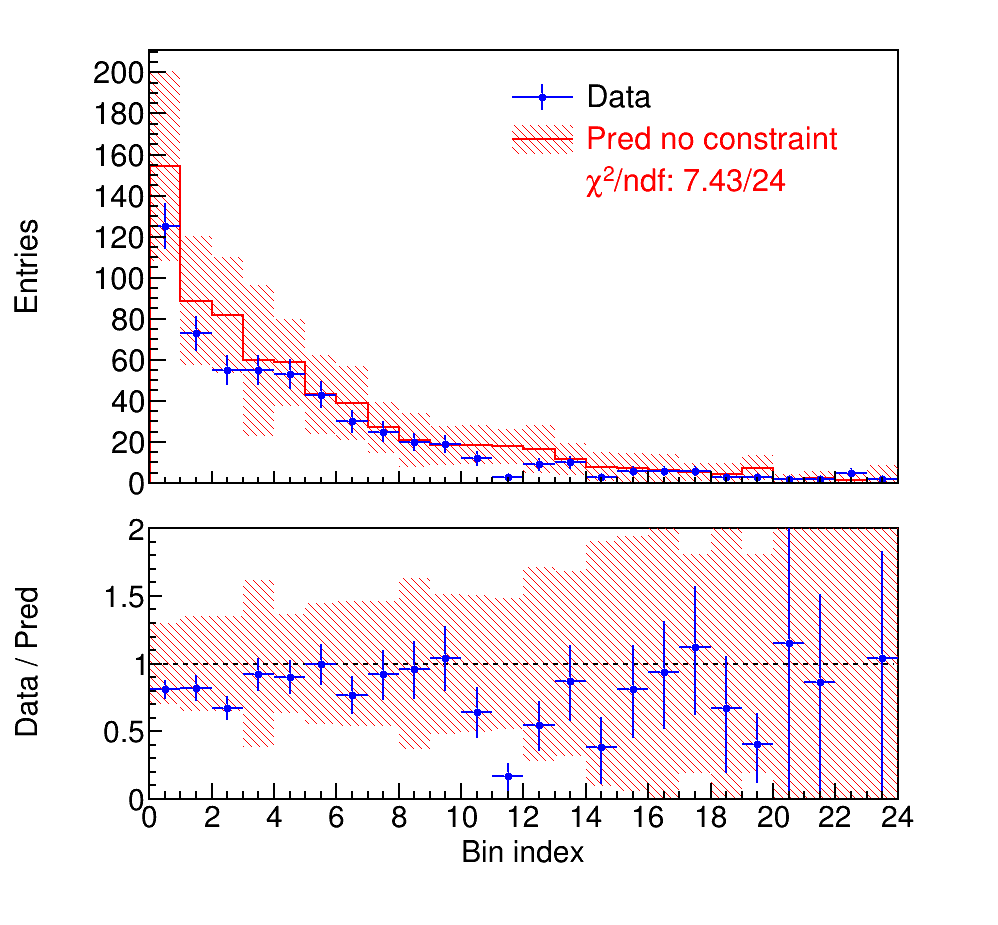 Entries
200
180
160
140
120
100
80
60
40
20
0
Data
Pred no constraint
χ²/ndf: 7.43/24
Data / Pred
2
1.5
1
0.5
0
0 2 4 6 8 10 12 14 16 18 20 22 24
Bin index